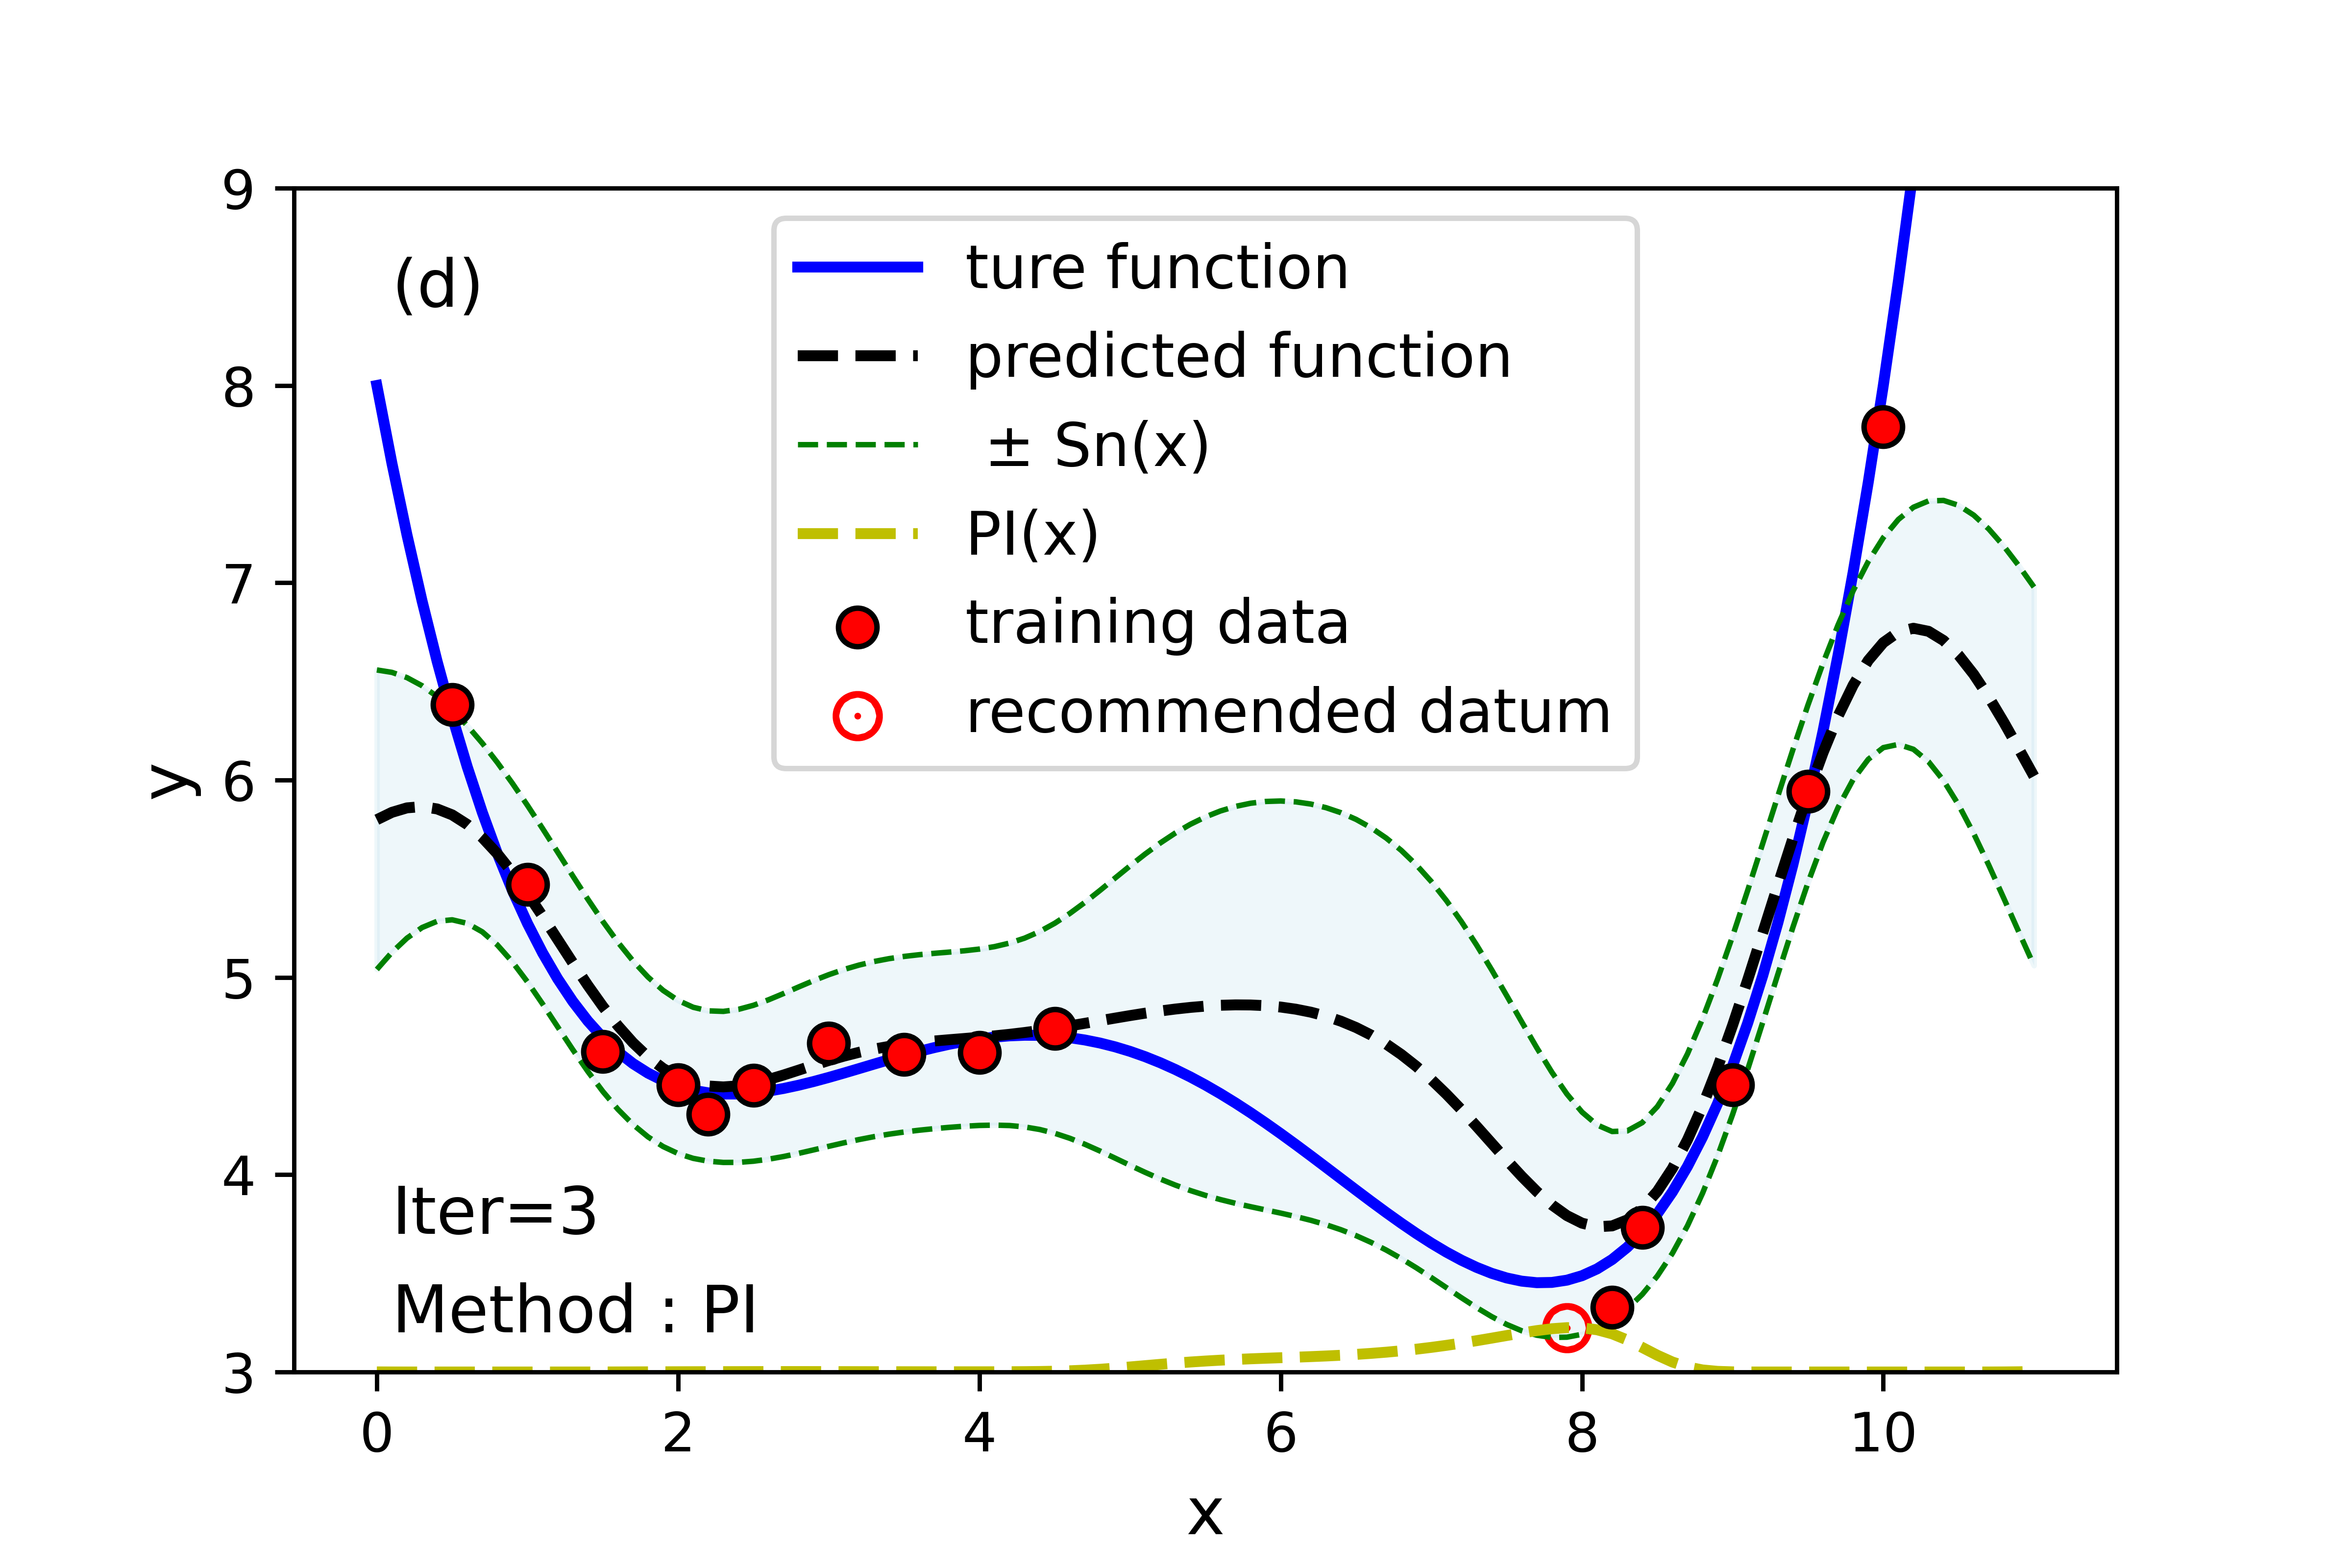 (d)
ture function
predicted function
± Sn(x)
PI(x)
training data
recommended datum
Iter=3
Method : PI
y
9
8
7
6
5
4
3
0 2 4 6 8 10
x